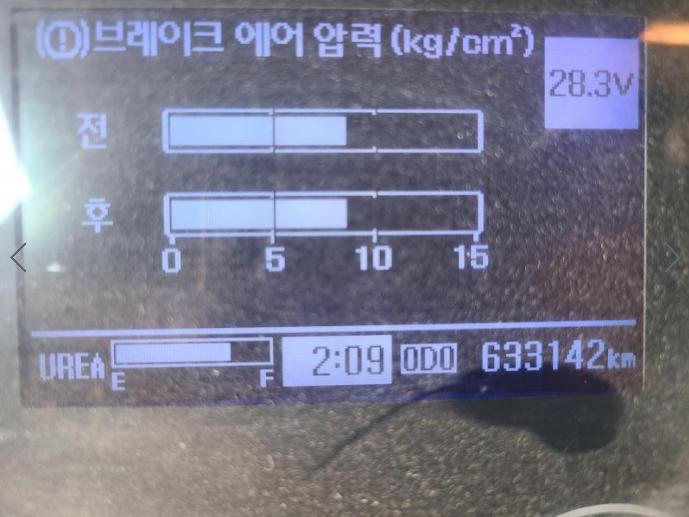 (!)브레이크 에어 압력(kg/cm²)
28.3V
전
후
0 5 10 15
UREA E F 2:09 ODO 633142km